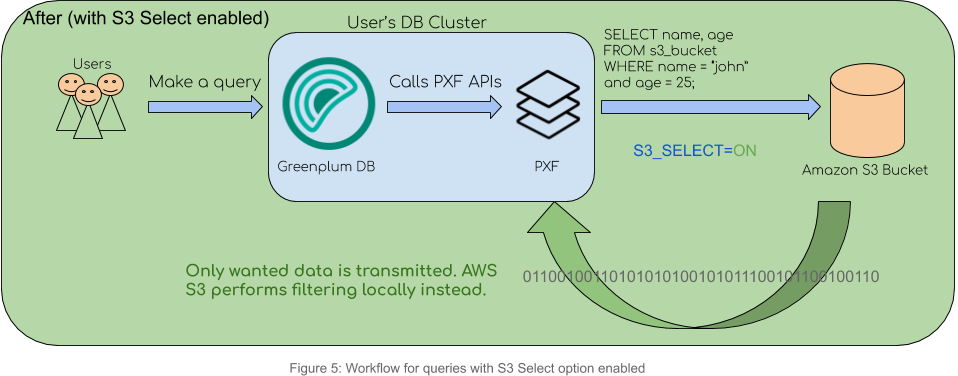 After (with S3 Select enabled)
User's DB Cluster
Users
Make a query
Calls PXF APIs
SELECT name, age
FROM s3_bucket
WHERE name = "john"
and age = 25;
S3_SELECT=ON
Greenplum DB
PXF
Amazon S3 Bucket
Only wanted data is transmitted. AWS
S3 performs filtering locally instead.
01100100110101010100101011100101100100110
Figure 5: Workflow for queries with S3 Select option enabled